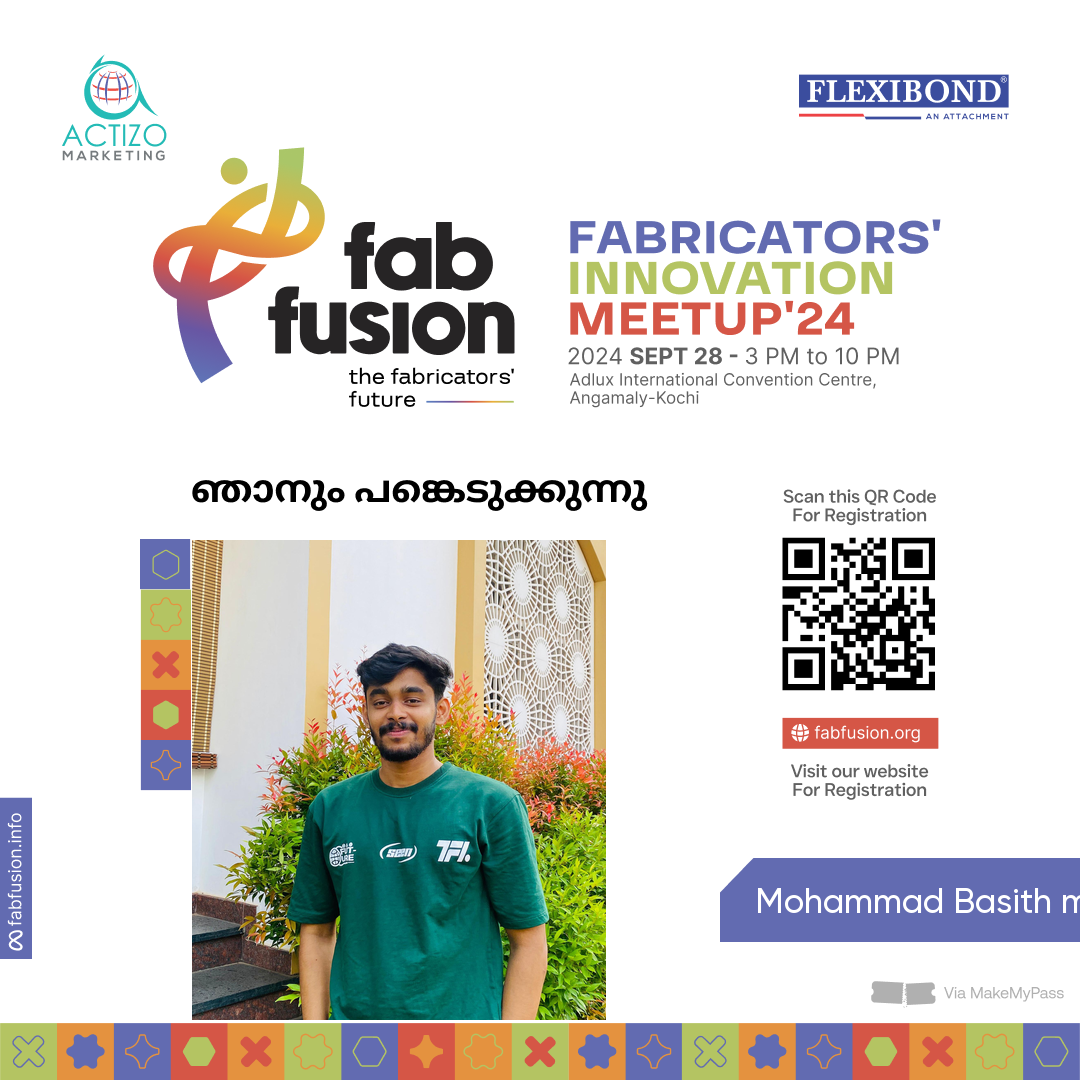 ACTIZO
MARKETING
FLEXIBOND®
AN ATTACHMENT
fab
fusion
the fabricators'
future
FABRICATORS'
INNOVATION
MEETUP'24
2024 SEPT 28 - 3 PM to 10 PM
Adlux International Convention Centre,
Angamaly-Kochi
ഞാനും പങ്കെടുക്കുന്നു
Scan this QR Code
For Registration
fabfusion.org
Visit our website
For Registration
SEEN
TFI.
fabfusion.info
Mohammad Basith m
Via MakeMyPass